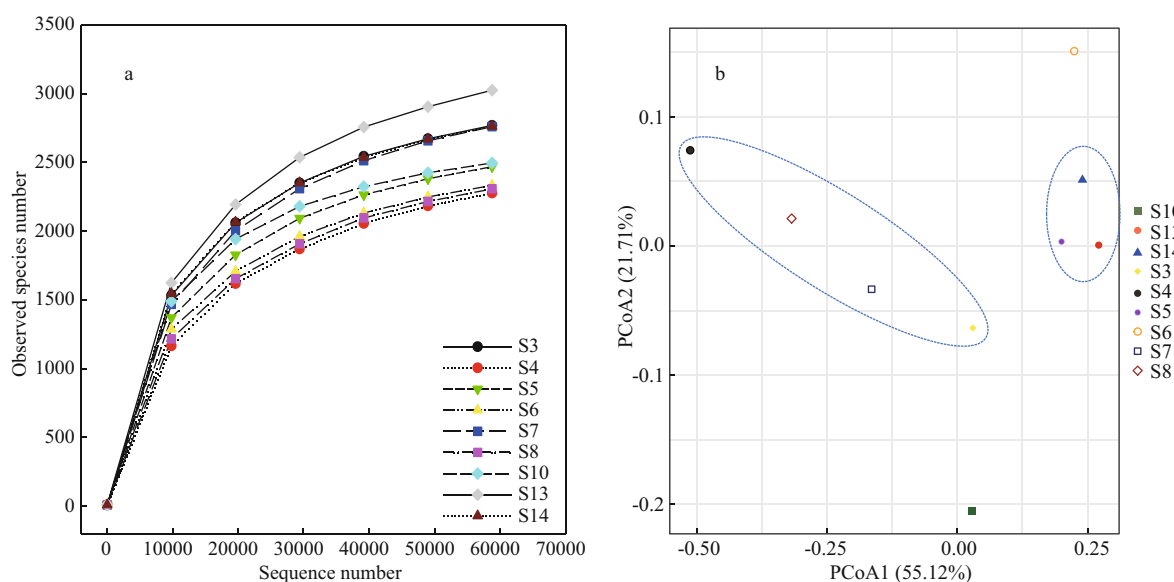 a
Observed species number
3500
3000
2500
2000
1500
1000
500
0
0 10000 20000 30000 40000 50000 60000 70000
Sequence number
S3
S4
S5
S6
S7
S8
S10
S13
S14
b
PCoA2 (21.71%)
0.1
0.0
-0.1
-0.2
-0.50 -0.25 0.00 0.25
PCoA1 (55.12%)
S14
S3
S4
S5
S6
S7
S8